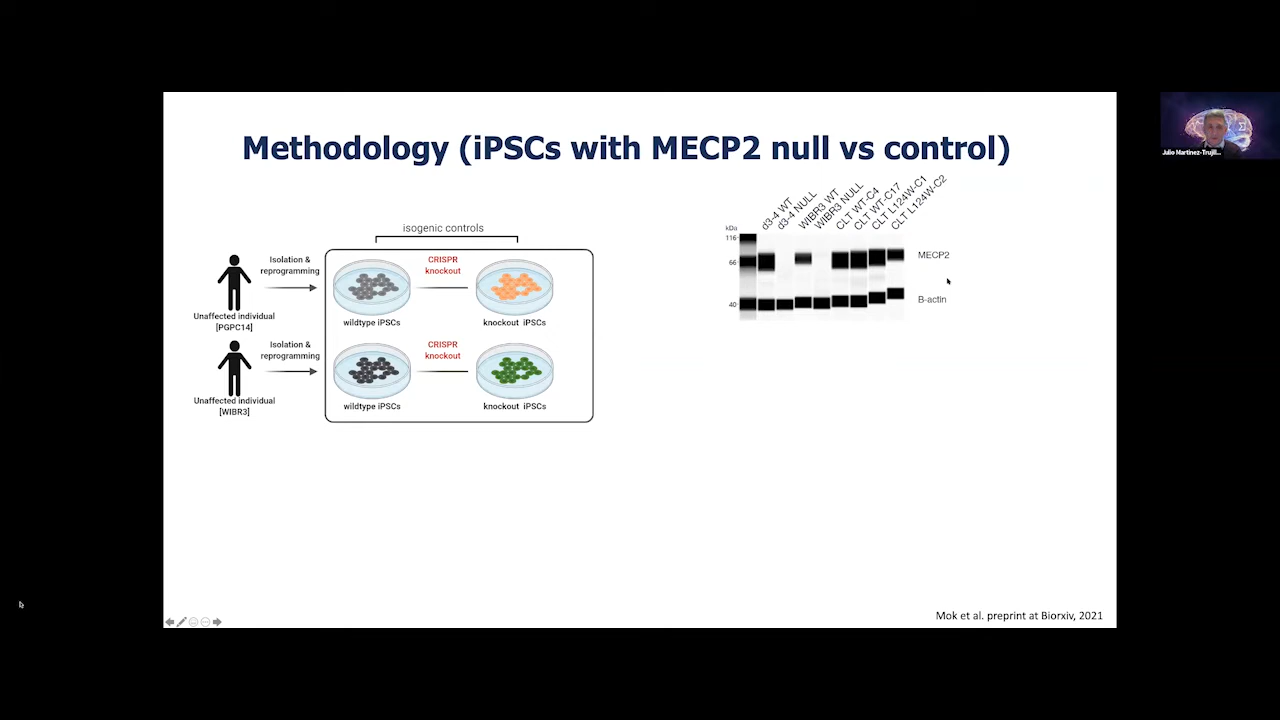 Methodology (iPSCs with MECP2 null vs control)
isogenic controls
Isolation &
reprogramming
CRISPR
knockout
Unaffected individual
[PGPC14]
wildtype iPSCs
knockout iPSCs
Isolation &
reprogramming
CRISPR
knockout
Unaffected individual
[WIBR3]
wildtype iPSCs
knockout iPSCs
d3-4 WT
d3-4 NULL
WIBR3 WT
WIBR3 NULL
CLT WT-C4
CLT WT-C17
CLT L124W-C1
CLT L124W-C2
kDa
116
66
40
MECP2
B-actin
Mok et al. preprint at Biorxiv, 2021
Julio Martinez-Trujill...